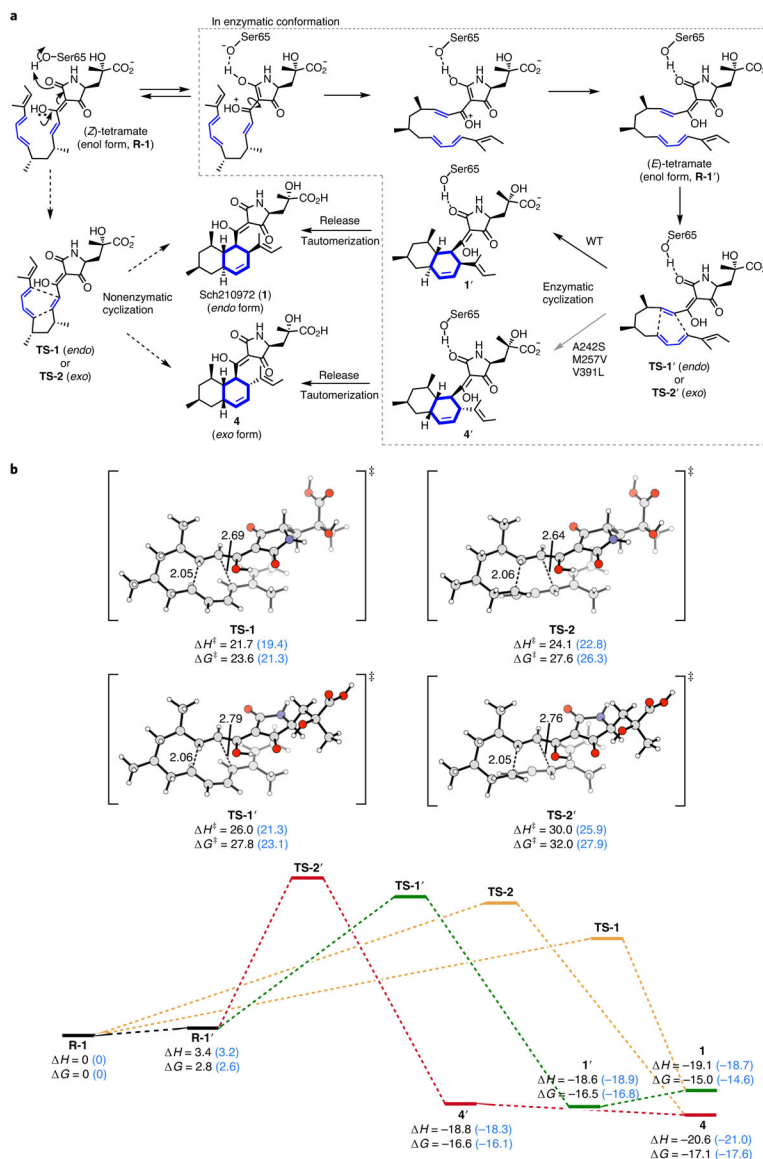 a
In enzymatic conformation
Ser65
Ser65
Ser65
Ser65
(Z)-tetramate
(enol form, R-1)
(E)-tetramate
(enol form, R-1′)
Ser65
Ser65
Release
Tautomerization
WT
Sch210972 (1)
(endo form)
1′
Nonenzymatic
cyclization
Enzymatic
cyclization
Ser65
TS-1 (endo)
or
TS-2 (exo)
A242S
M257V
V391L
TS-1′ (endo)
or
TS-2′ (exo)
Release
Tautomerization
4
(exo form)
4′
b
2.69
2.05
‡
2.64
2.06
‡
TS-1
ΔH‡ = 21.7 (19.4)
ΔG‡ = 23.6 (21.3)
TS-2
ΔH‡ = 24.1 (22.8)
ΔG‡ = 27.6 (26.3)
2.79
2.06
‡
2.76
2.05
‡
TS-1′
ΔH‡ = 26.0 (21.3)
ΔG‡ = 27.8 (23.1)
TS-2′
ΔH‡ = 30.0 (25.9)
ΔG‡ = 32.0 (27.9)
TS-2′
TS-1′
TS-2
TS-1
R-1
ΔH = 0 (0)
ΔG = 0 (0)
R-1′
ΔH = 3.4 (3.2)
ΔG = 2.8 (2.6)
4′
ΔH = −18.8 (−18.3)
ΔG = −16.6 (−16.1)
1′
ΔH = −18.6 (−18.9)
ΔG = −16.5 (−16.8)
1
ΔH = −19.1 (−18.7)
ΔG = −15.0 (−14.6)
4
ΔH = −20.6 (−21.0)
ΔG = −17.1 (−17.6)